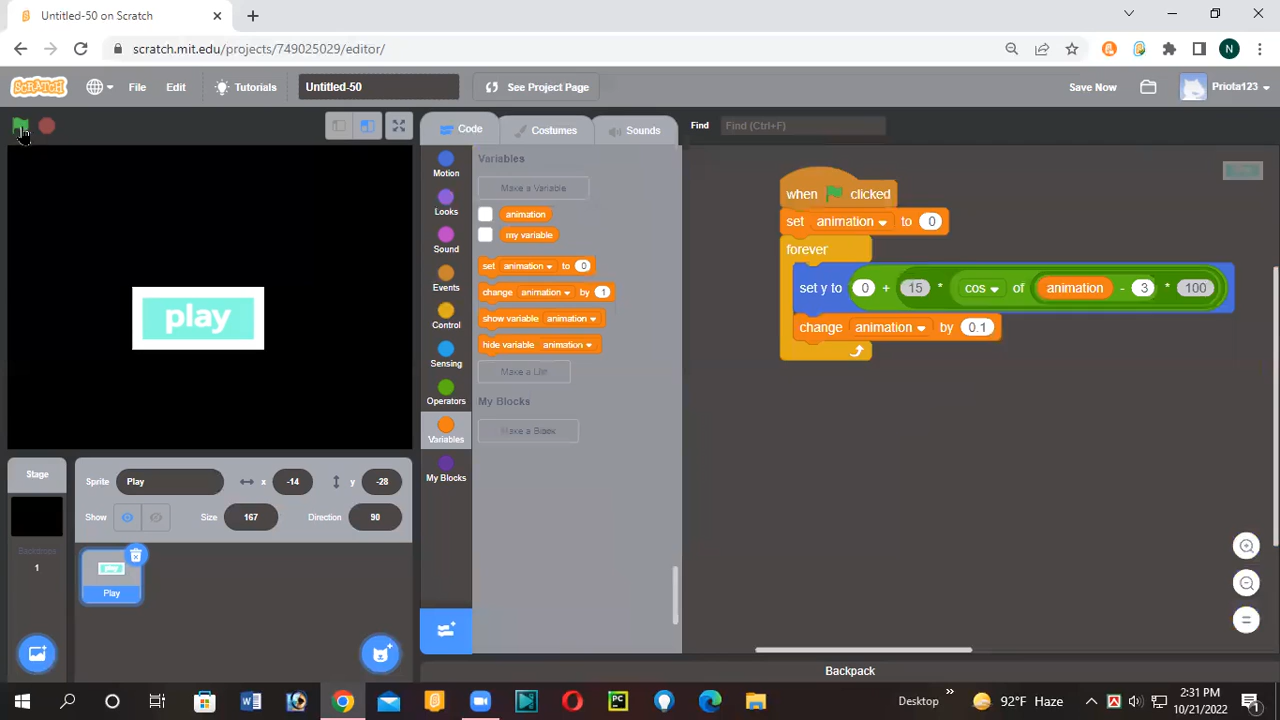 Untitled-50 on Scratch
scratch.mit.edu/projects/749025029/editor/
N
SCRATCH
File
Edit
Tutorials
Untitled-50
See Project Page
Save Now
Priota123
Code
Costumes
Sounds
Find
Find (Ctrl+F)
Motion
Looks
Sound
Events
Control
Sensing
Operators
Variables
My Blocks
Variables
Make a Variable
animation
my variable
set animation to 0
change animation by 1
show variable animation
hide variable animation
Make a List
My Blocks
Make a Block
when clicked
set animation to 0
forever
set y to 0 + 15 * cos of animation - 3 * 100
change animation by 0.1
play
Stage
Backdrops
1
Sprite
Play
x
-14
y
-28
Show
Size
167
Direction
90
play
Play
Backpack
Desktop
92°F Haze
2:31 PM
10/21/2022